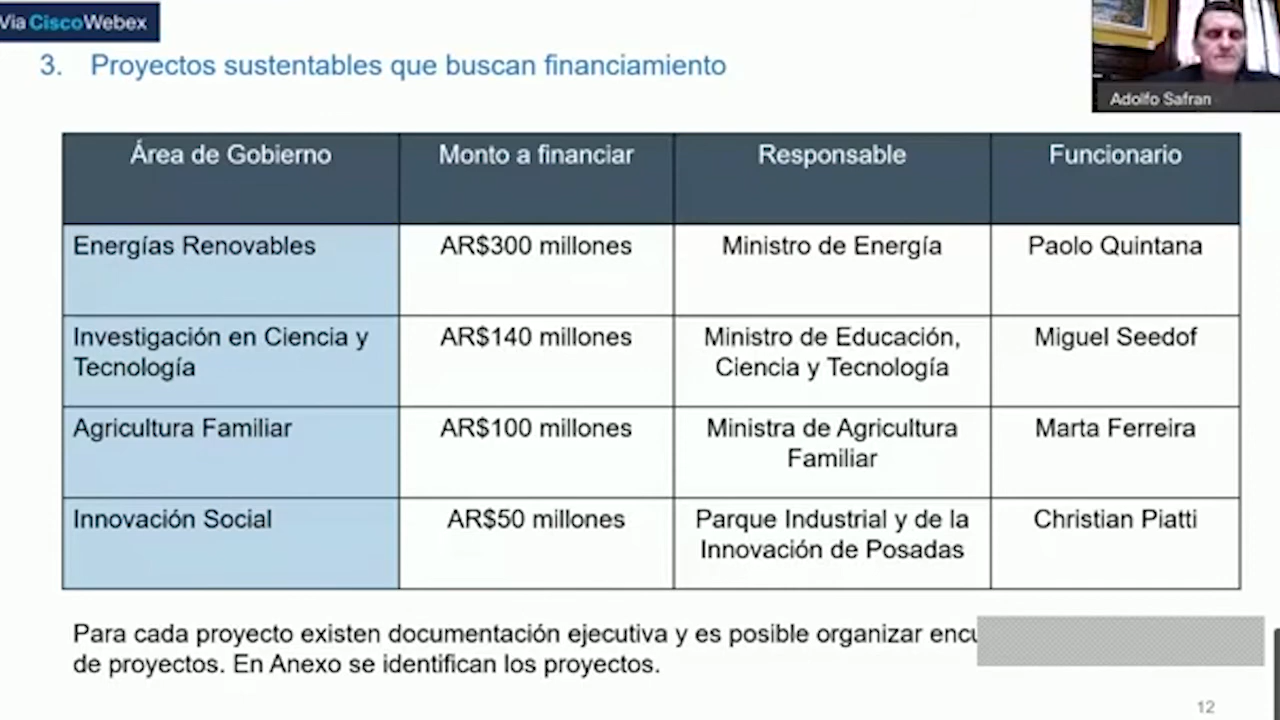 Via Cisco Webex
3. Proyectos sustentables que buscan financiamiento
Adolfo Safran
Área de Gobierno Monto a financiar Responsable Funcionario
Energías Renovables AR$300 millones Ministro de Energía Paolo Quintana
Investigación en Ciencia y AR$140 millones Ministro de Educación, Miguel Seedof
Tecnología Ciencia y Tecnología
Agricultura Familiar AR$100 millones Ministra de Agricultura Marta Ferreira
Familiar
Innovación Social AR$50 millones Parque Industrial y de la Christian Piatti
Innovación de Posadas
Para cada proyecto existen documentación ejecutiva y es posible organizar
de proyectos. En Anexo se identifican los proyectos.
12